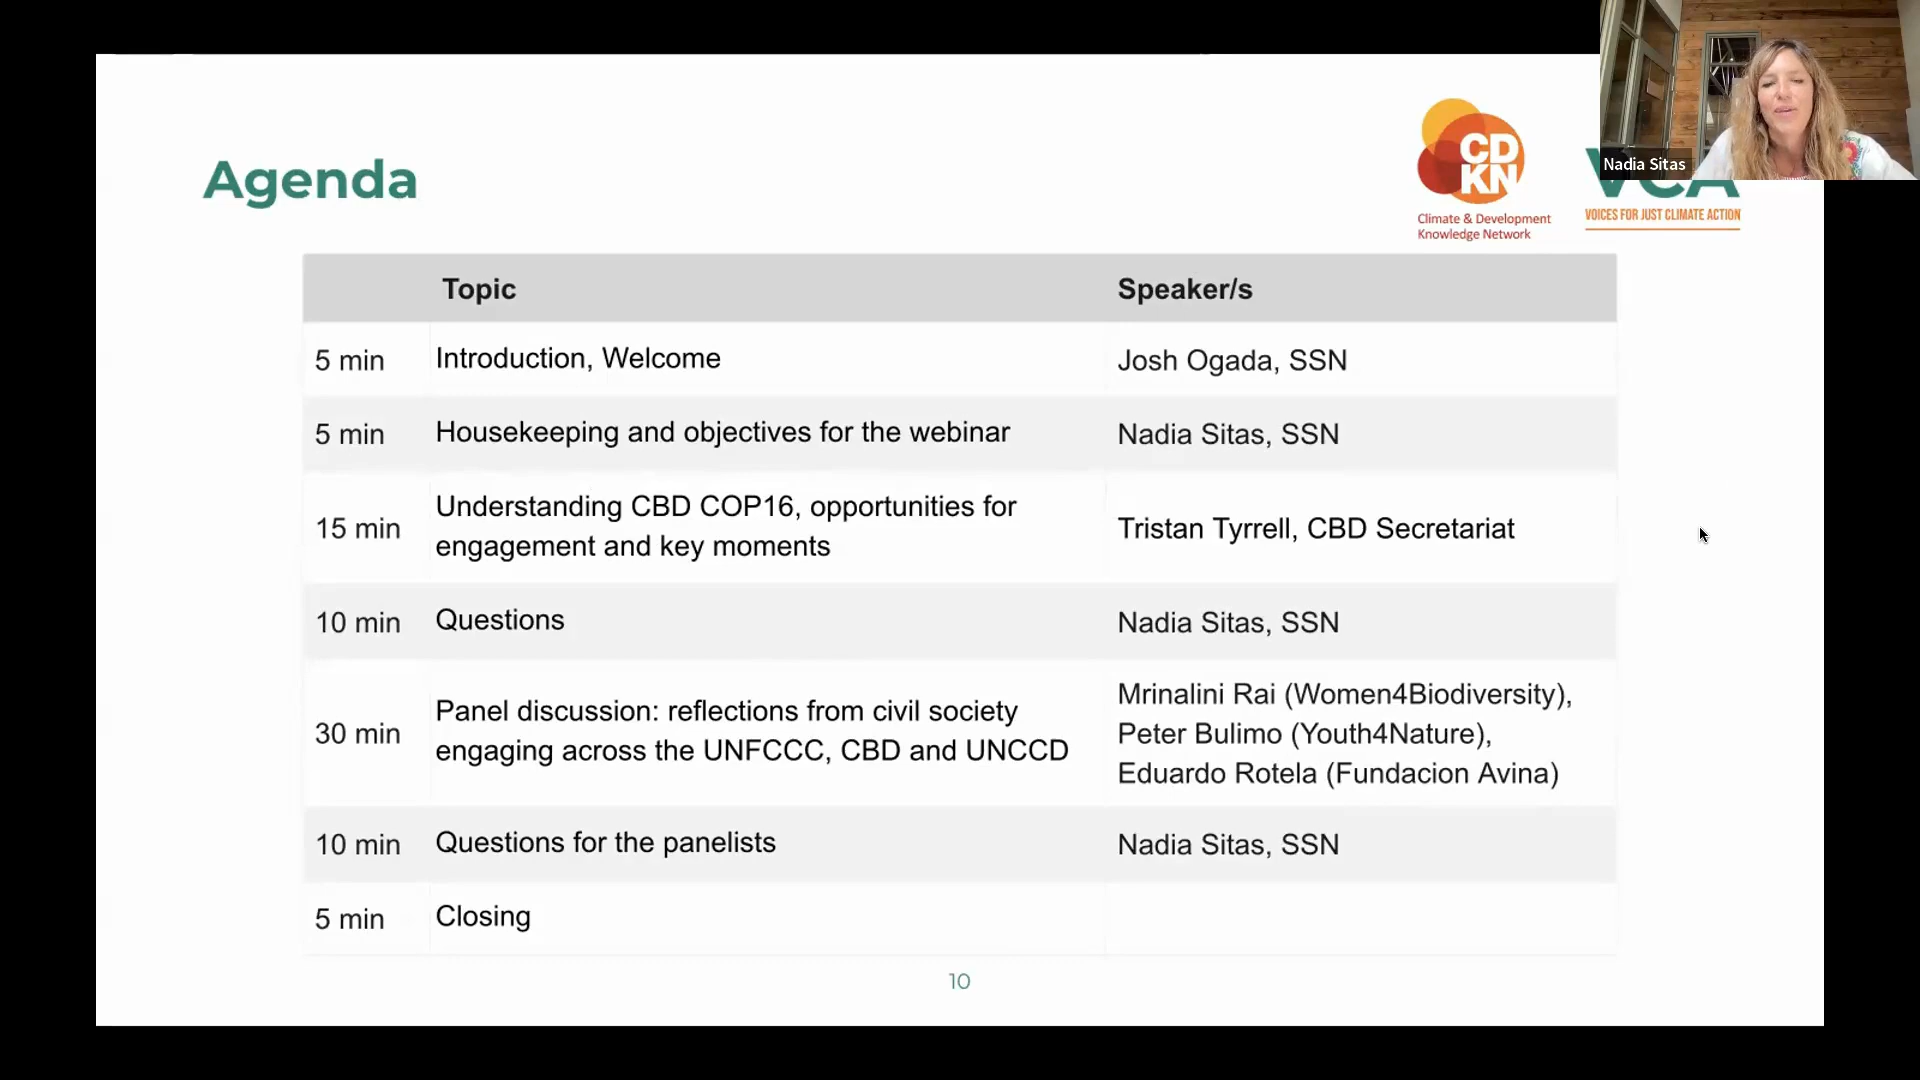 Nadia Sitas
Agenda
CD
KN
Climate & Development
Knowledge Network
VCA
VOICES FOR JUST CLIMATE ACTION
Topic Speaker/s
5 min Introduction, Welcome Josh Ogada, SSN
5 min Housekeeping and objectives for the webinar Nadia Sitas, SSN
15 min Understanding CBD COP16, opportunities for
engagement and key moments Tristan Tyrrell, CBD Secretariat
10 min Questions Nadia Sitas, SSN
30 min Panel discussion: reflections from civil society
engaging across the UNFCCC, CBD and UNCCD
Mrinalini Rai (Women4Biodiversity),
Peter Bulimo (Youth4Nature),
Eduardo Rotela (Fundacion Avina)
10 min Questions for the panelists Nadia Sitas, SSN
5 min Closing
10